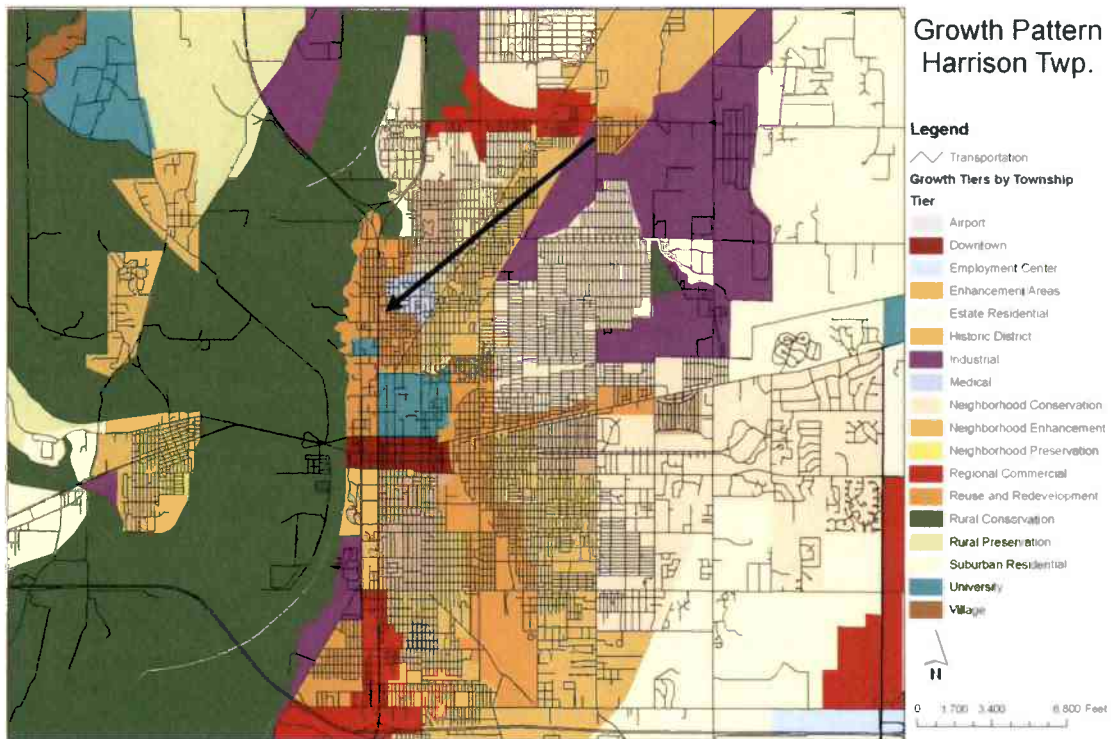 Growth Pattern
Harrison Twp.
Legend
Transportation
Growth Tiers by Township
Tier
Airport
Downtown
Employment Center
Enhancement Areas
Estate Residential
Historic District
Industrial
Medical
Neighborhood Conservation
Neighborhood Enhancement
Neighborhood Preservation
Regional Commercial
Reuse and Redevelopment
Rural Conservation
Rural Preservation
Suburban Residential
University
Village
N
0 1,700 3,400 6,800 Feet